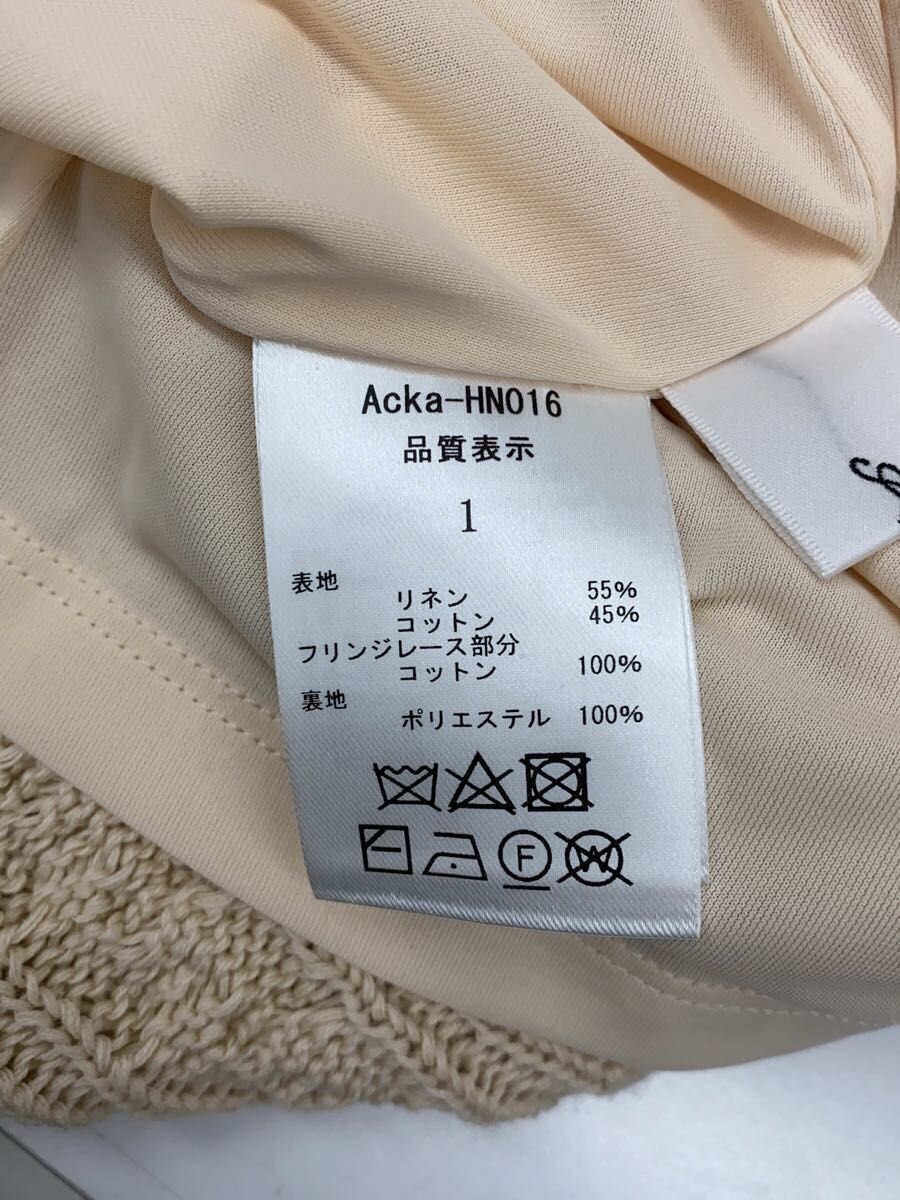 Acka-HN016
品質表示
1
表地
リネン 55%
コットン 45%
フリンジレース部分
コットン 100%
裏地
ポリエステル 100%
F W